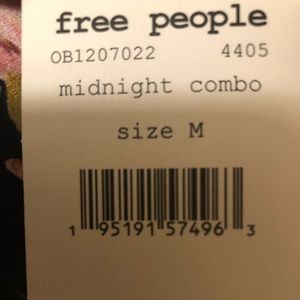 free people
OB1207022 4405
midnight combo
size M
1 95191 57496 3